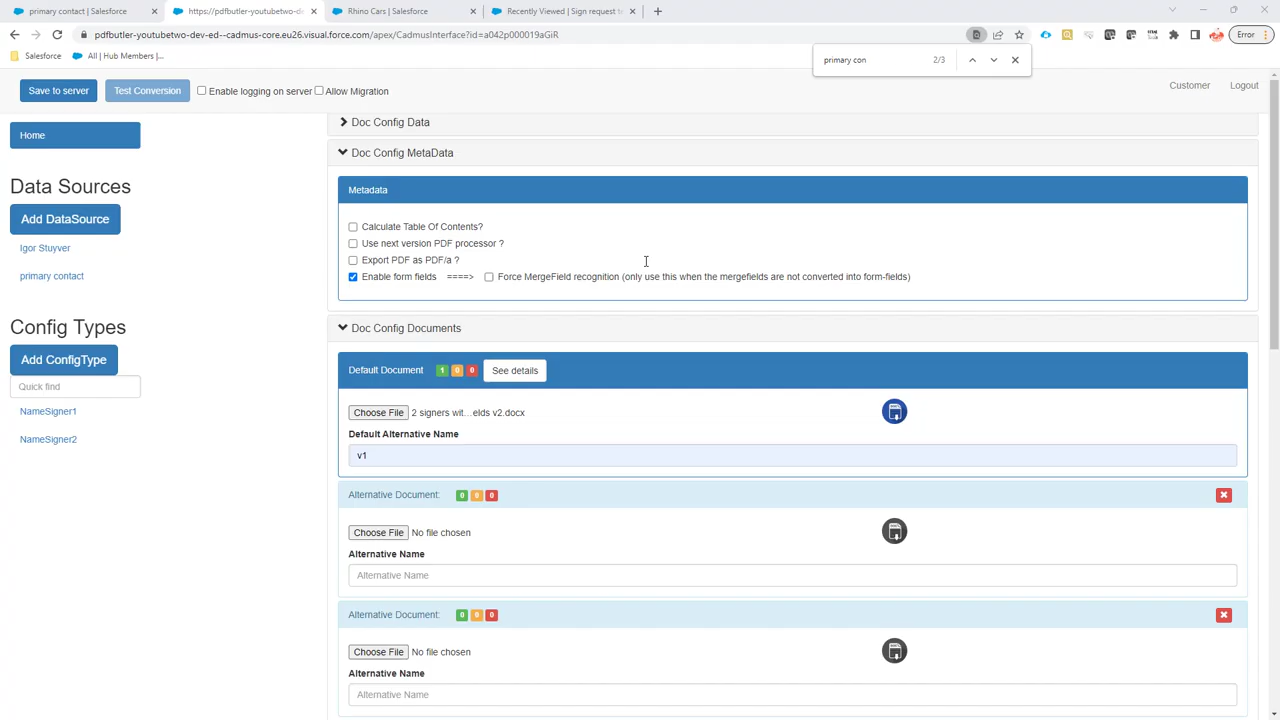 primary contact | Salesforce
https://pdfbutler-youtubetwo-de
Rhino Cars | Salesforce
Recently Viewed | Sign request to
pdfbutler-youtubetwo-dev-ed--cadmus-core.eu26.visual.force.com/apex/CadmusInterface?id=a042p000019aGiR
Error
Salesforce
All | Hub Members |...
primary con
2/3
Save to server
Test Conversion
Enable logging on server
Allow Migration
Customer
Logout
Home
Data Sources
Add DataSource
Igor Stuyver
primary contact
Config Types
Add ConfigType
Quick find
NameSigner1
NameSigner2
Doc Config Data
Doc Config MetaData
Metadata
Calculate Table Of Contents?
Use next version PDF processor ?
Export PDF as PDF/a ?
Enable form fields ====> Force MergeField recognition (only use this when the mergefields are not converted into form-fields)
Doc Config Documents
Default Document 1 0 0 See details
Choose File 2 signers wit...elds v2.docx
Default Alternative Name
v1
Alternative Document: 0 0 0
Choose File No file chosen
Alternative Name
Alternative Name
Alternative Document: 0 0 0
Choose File No file chosen
Alternative Name
Alternative Name